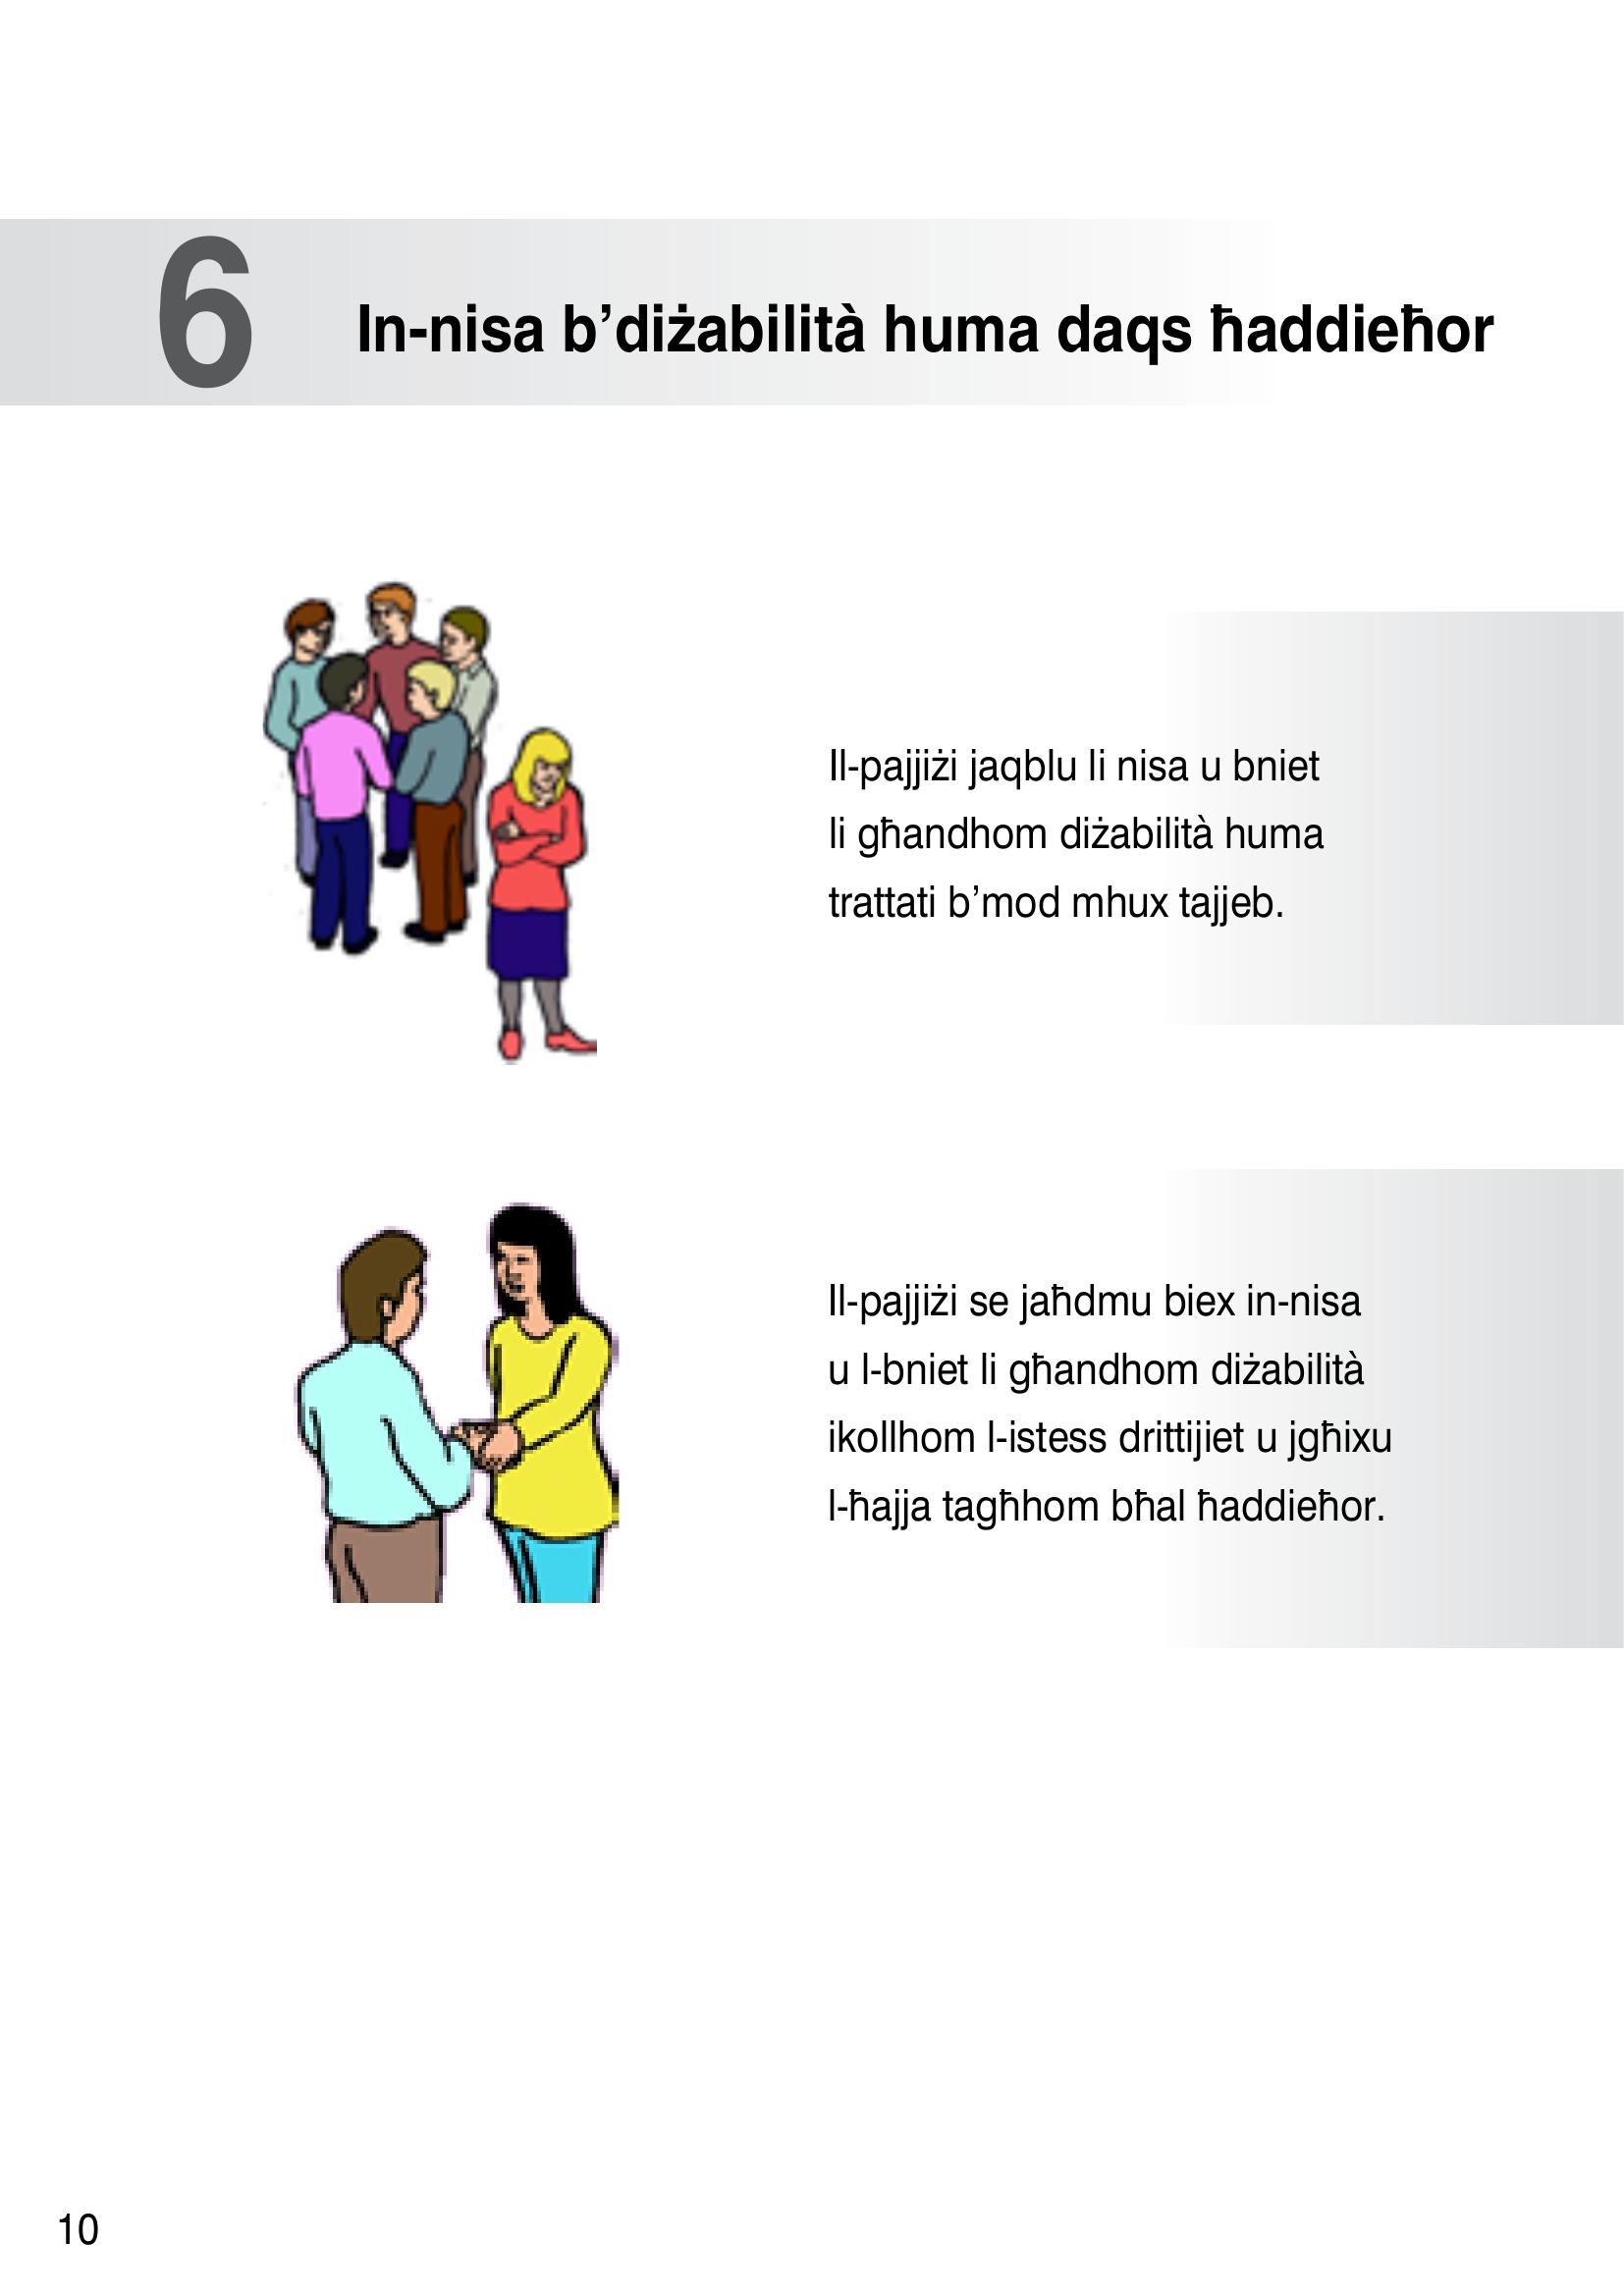 6
In-nisa b’diżabilità huma daqs ħaddieħor
Il-pajjiżi jaqblu li nisa u bniet
li għandhom diżabilità huma
trattati b’mod mhux tajjeb.
Il-pajjiżi se jaħdmu biex in-nisa
u l-bniet li għandhom diżabilità
ikollhom l-istess drittijiet u jgħixu
l-ħajja tagħhom bħal ħaddieħor.
10